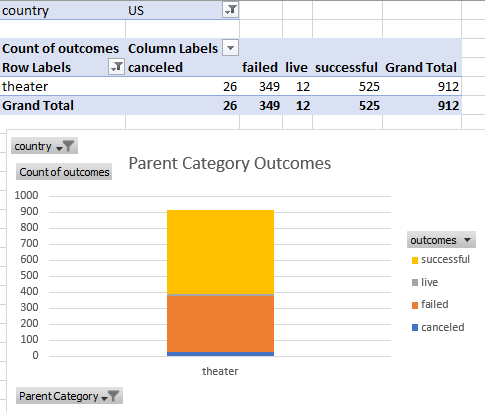 country US
Count of outcomes Column Labels
Row Labels canceled failed live successful Grand Total
theater 26 349 12 525 912
Grand Total 26 349 12 525 912
country
Parent Category Outcomes
Count of outcomes
1000
900
800
700
600
500
400
300
200
100
0
theater
outcomes
successful
live
failed
canceled
Parent Category